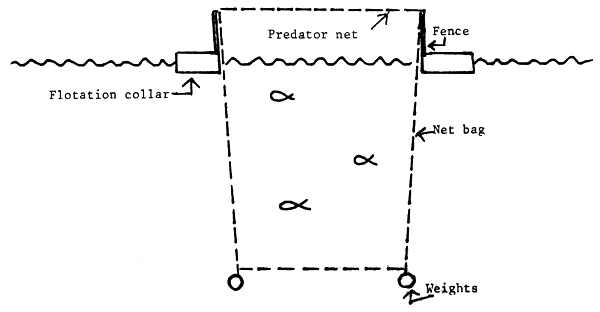 Predator net
Fence
Flotation collar
Net bag
Weights